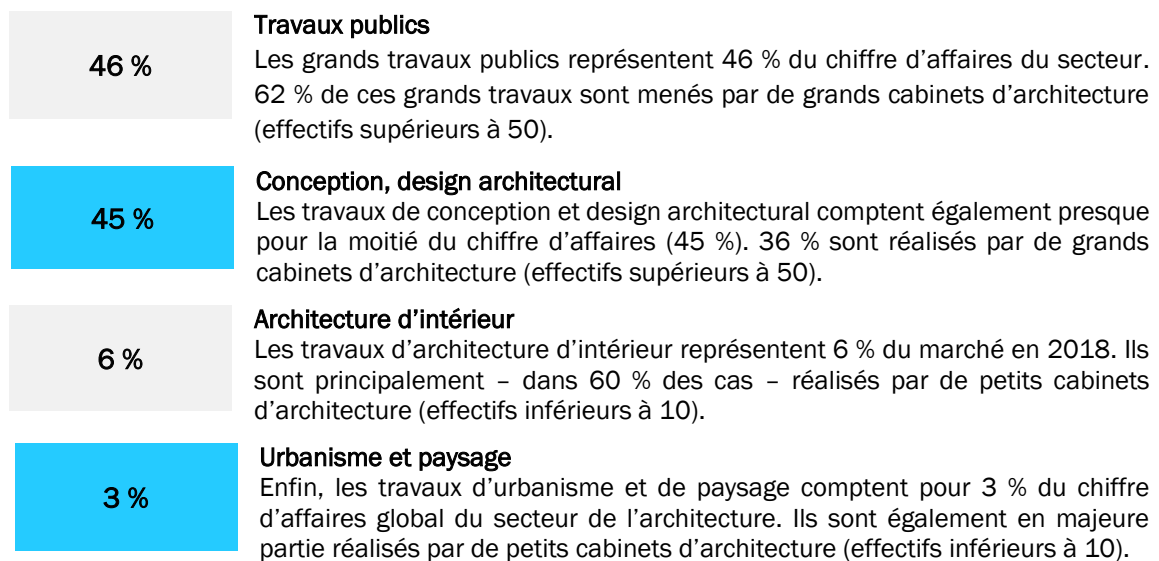 46 %
Travaux publics
Les grands travaux publics représentent 46 % du chiffre d’affaires du secteur.
62 % de ces grands travaux sont menés par de grands cabinets d’architecture
(effectifs supérieurs à 50).
45 %
Conception, design architectural
Les travaux de conception et design architectural comptent également presque
pour la moitié du chiffre d’affaires (45 %). 36 % sont réalisés par de grands
cabinets d’architecture (effectifs supérieurs à 50).
6 %
Architecture d’intérieur
Les travaux d’architecture d’intérieur représentent 6 % du marché en 2018. Ils
sont principalement – dans 60 % des cas – réalisés par de petits cabinets
d’architecture (effectifs inférieurs à 10).
3 %
Urbanisme et paysage
Enfin, les travaux d’urbanisme et de paysage comptent pour 3 % du chiffre
d’affaires global du secteur de l’architecture. Ils sont également en majeure
partie réalisés par de petits cabinets d’architecture (effectifs inférieurs à 10).